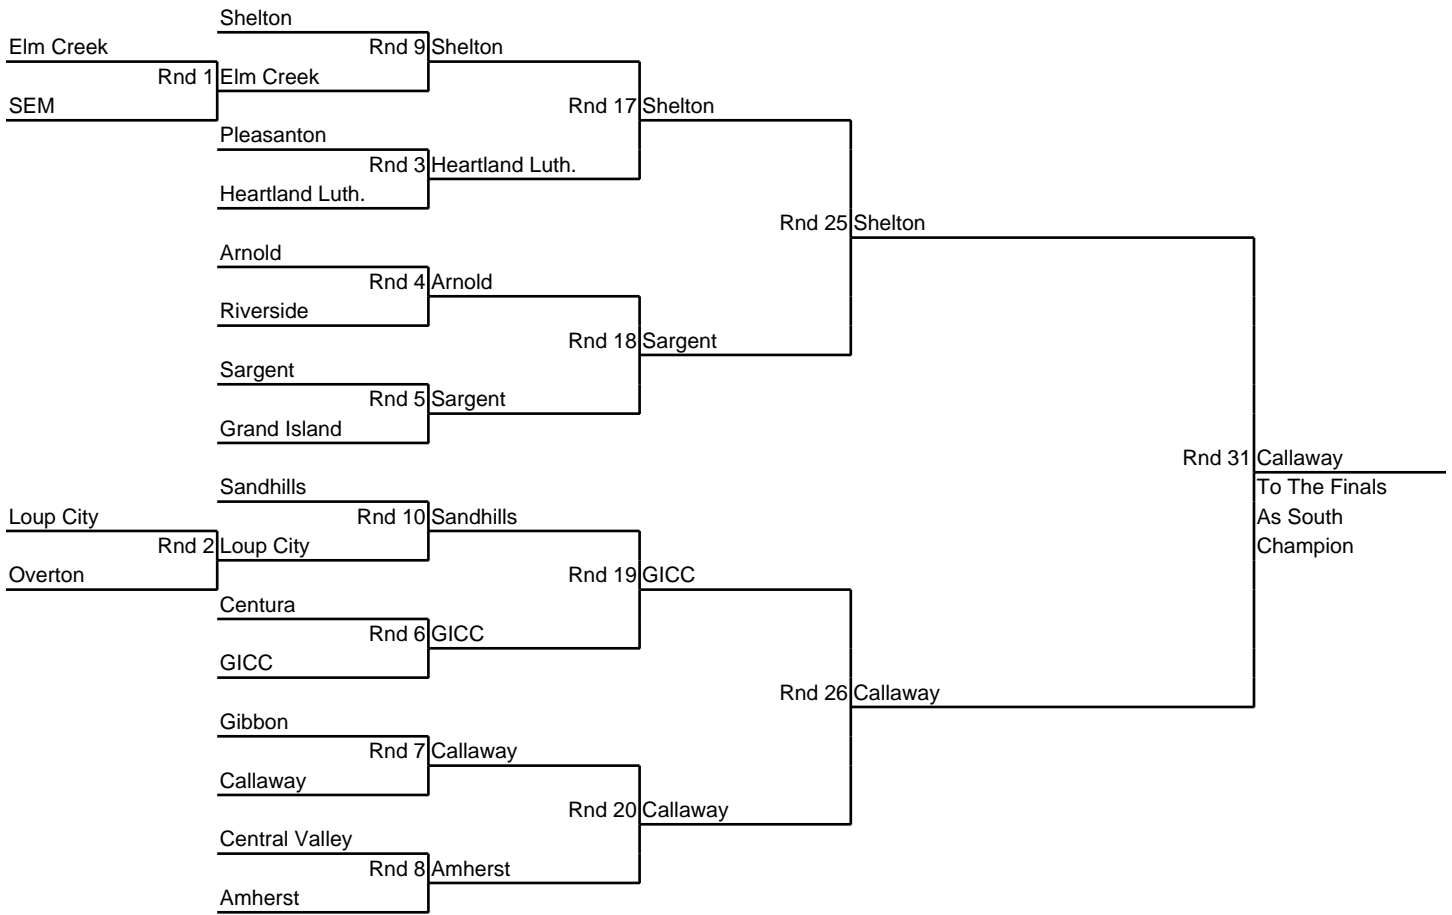 Shelton
Elm Creek
Rnd 9 Shelton
Rnd 1 Elm Creek
SEM
Rnd 17 Shelton
Pleasanton
Rnd 3 Heartland Luth.
Heartland Luth.
Rnd 25 Shelton
Arnold
Rnd 4 Arnold
Riverside
Rnd 18 Sargent
Sargent
Rnd 5 Sargent
Grand Island
Rnd 31 Callaway
To The Finals
As South
Champion
Sandhills
Loup City
Rnd 10 Sandhills
Rnd 2 Loup City
Overton
Rnd 19 GICC
Centura
Rnd 6 GICC
GICC
Rnd 26 Callaway
Gibbon
Rnd 7 Callaway
Callaway
Rnd 20 Callaway
Central Valley
Rnd 8 Amherst
Amherst